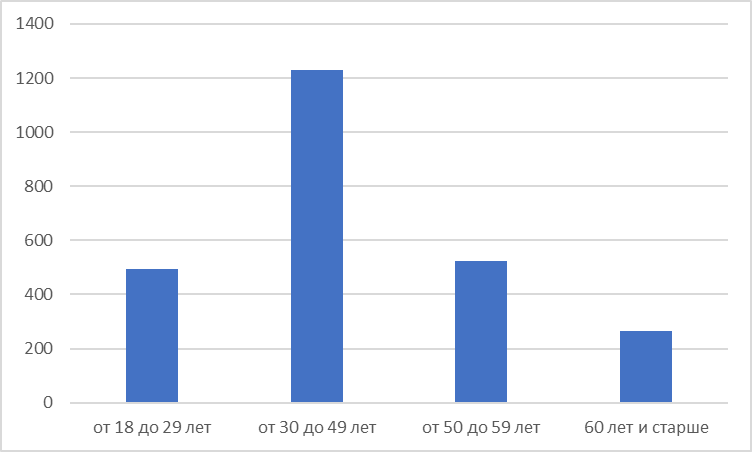 1400
1200
1000
800
600
400
200
0
от 18 до 29 лет
от 30 до 49 лет
от 50 до 59 лет
60 лет и старше